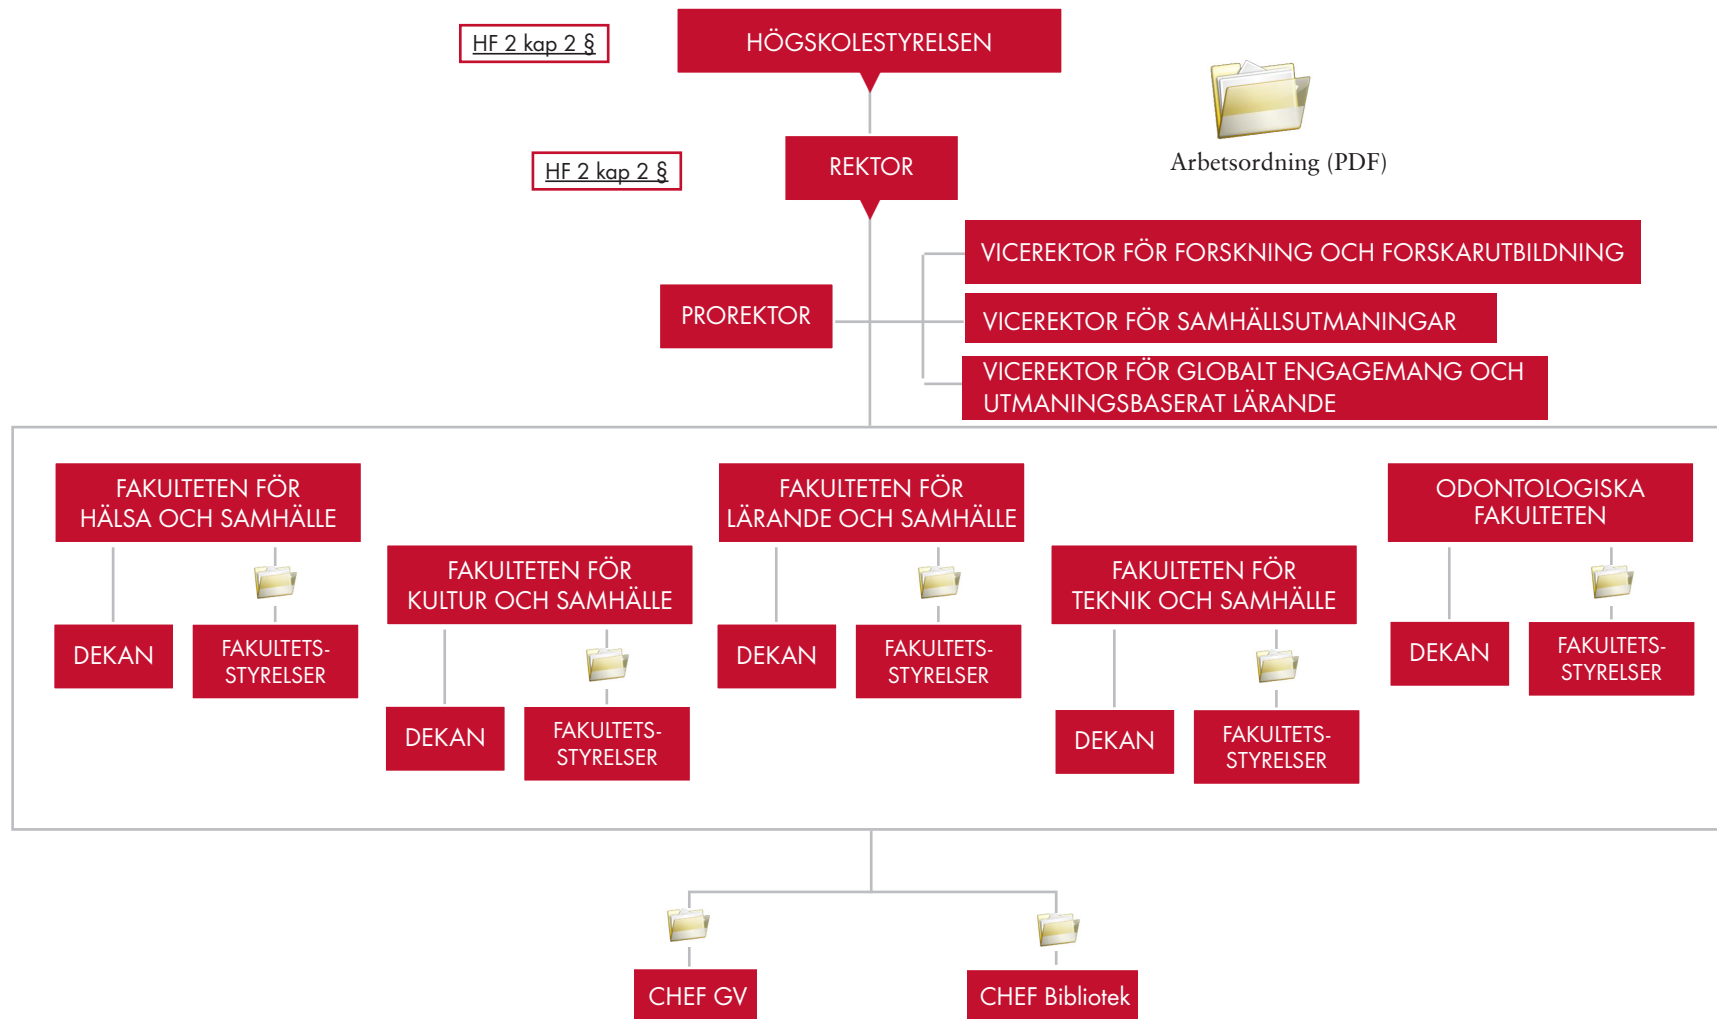 HF 2 kap 2 §
HÖGSKOLESTYRELSEN
HF 2 kap 2 §
REKTOR
Arbetsordning (PDF)
PROREKTOR
VICEREKTOR FÖR FORSKNING OCH FORSKARUTBILDNING
VICEREKTOR FÖR SAMHÄLLSUTMANINGAR
VICEREKTOR FÖR GLOBALT ENGAGEMANG OCH
UTMANINGSBASERAT LÄRANDE
FAKULTETEN FÖR
HÄLSA OCH SAMHÄLLE
DEKAN
FAKULTETS-
STYRELSER
FAKULTETEN FÖR
KULTUR OCH SAMHÄLLE
DEKAN
FAKULTETS-
STYRELSER
FAKULTETEN FÖR
LÄRANDE OCH SAMHÄLLE
DEKAN
FAKULTETS-
STYRELSER
FAKULTETEN FÖR
TEKNIK OCH SAMHÄLLE
DEKAN
FAKULTETS-
STYRELSER
ODONTOLOGISKA
FAKULTETEN
DEKAN
FAKULTETS-
STYRELSER
CHEF GV
CHEF Bibliotek